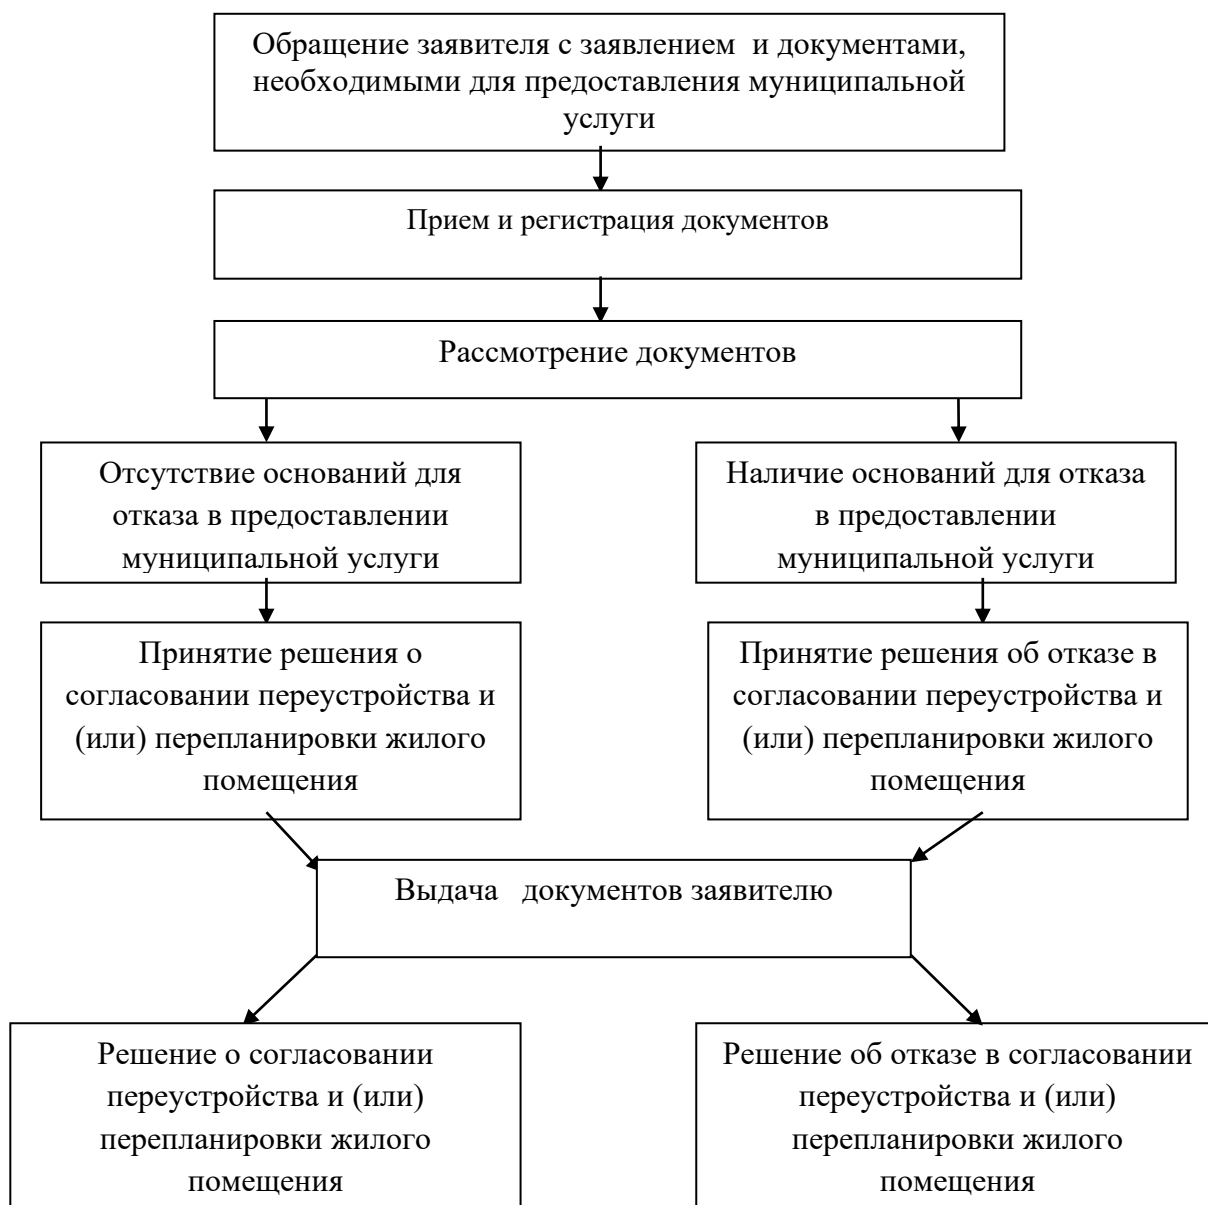 Обращение заявителя с заявлением и документами,
необходимыми для предоставления муниципальной
услуги
Прием и регистрация документов
Рассмотрение документов
Отсутствие оснований для
отказа в предоставлении
муниципальной услуги
Наличие оснований для отказа
в предоставлении
муниципальной услуги
Принятие решения о
согласовании переустройства и
(или) перепланировки жилого
помещения
Принятие решения об отказе в
согласовании переустройства и
(или) перепланировки жилого
помещения
Выдача документов заявителю
Решение о согласовании
переустройства и (или)
перепланировки жилого
помещения
Решение об отказе в согласовании
переустройства и (или)
перепланировки жилого
помещения